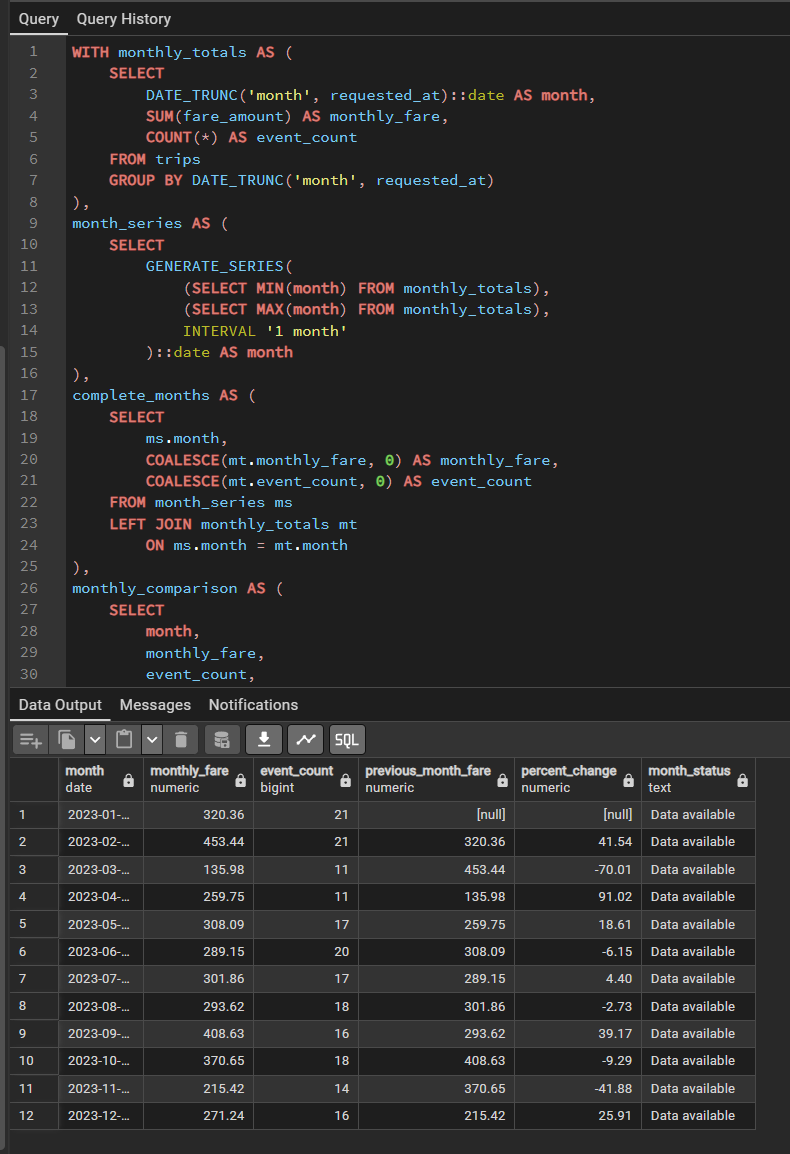 Query Query History
1 WITH monthly_totals AS (
2 SELECT
3 DATE_TRUNC('month', requested_at)::date AS month,
4 SUM(fare_amount) AS monthly_fare,
5 COUNT(*) AS event_count
6 FROM trips
7 GROUP BY DATE_TRUNC('month', requested_at)
8 ),
9 month_series AS (
10 SELECT
11 GENERATE_SERIES(
12 (SELECT MIN(month) FROM monthly_totals),
13 (SELECT MAX(month) FROM monthly_totals),
14 INTERVAL '1 month'
15 )::date AS month
16 ),
17 complete_months AS (
18 SELECT
19 ms.month,
20 COALESCE(mt.monthly_fare, 0) AS monthly_fare,
21 COALESCE(mt.event_count, 0) AS event_count
22 FROM month_series ms
23 LEFT JOIN monthly_totals mt
24 ON ms.month = mt.month
25 ),
26 monthly_comparison AS (
27 SELECT
28 month,
29 monthly_fare,
30 event_count,
Data Output Messages Notifications
SQL
month monthly_fare event_count previous_month_fare percent_change month_status
date numeric bigint numeric numeric text
1 2023-01-... 320.36 21 [null] [null] Data available
2 2023-02-... 453.44 21 320.36 41.54 Data available
3 2023-03-... 135.98 11 453.44 -70.01 Data available
4 2023-04-... 259.75 11 135.98 91.02 Data available
5 2023-05-... 308.09 17 259.75 18.61 Data available
6 2023-06-... 289.15 20 308.09 -6.15 Data available
7 2023-07-... 301.86 17 289.15 4.40 Data available
8 2023-08-... 293.62 18 301.86 -2.73 Data available
9 2023-09-... 408.63 16 293.62 39.17 Data available
10 2023-10-... 370.65 18 408.63 -9.29 Data available
11 2023-11-... 215.42 14 370.65 -41.88 Data available
12 2023-12-... 271.24 16 215.42 25.91 Data available